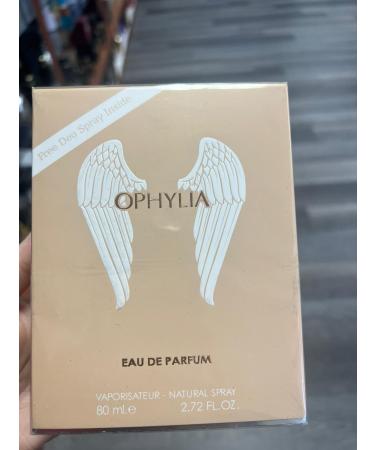 Free Deo Spray Inside
OPHYLIA
EAU DE PARFUM
VAPORISATEUR - NATURAL SPRAY
80 ml.e 2.72 FL.OZ.